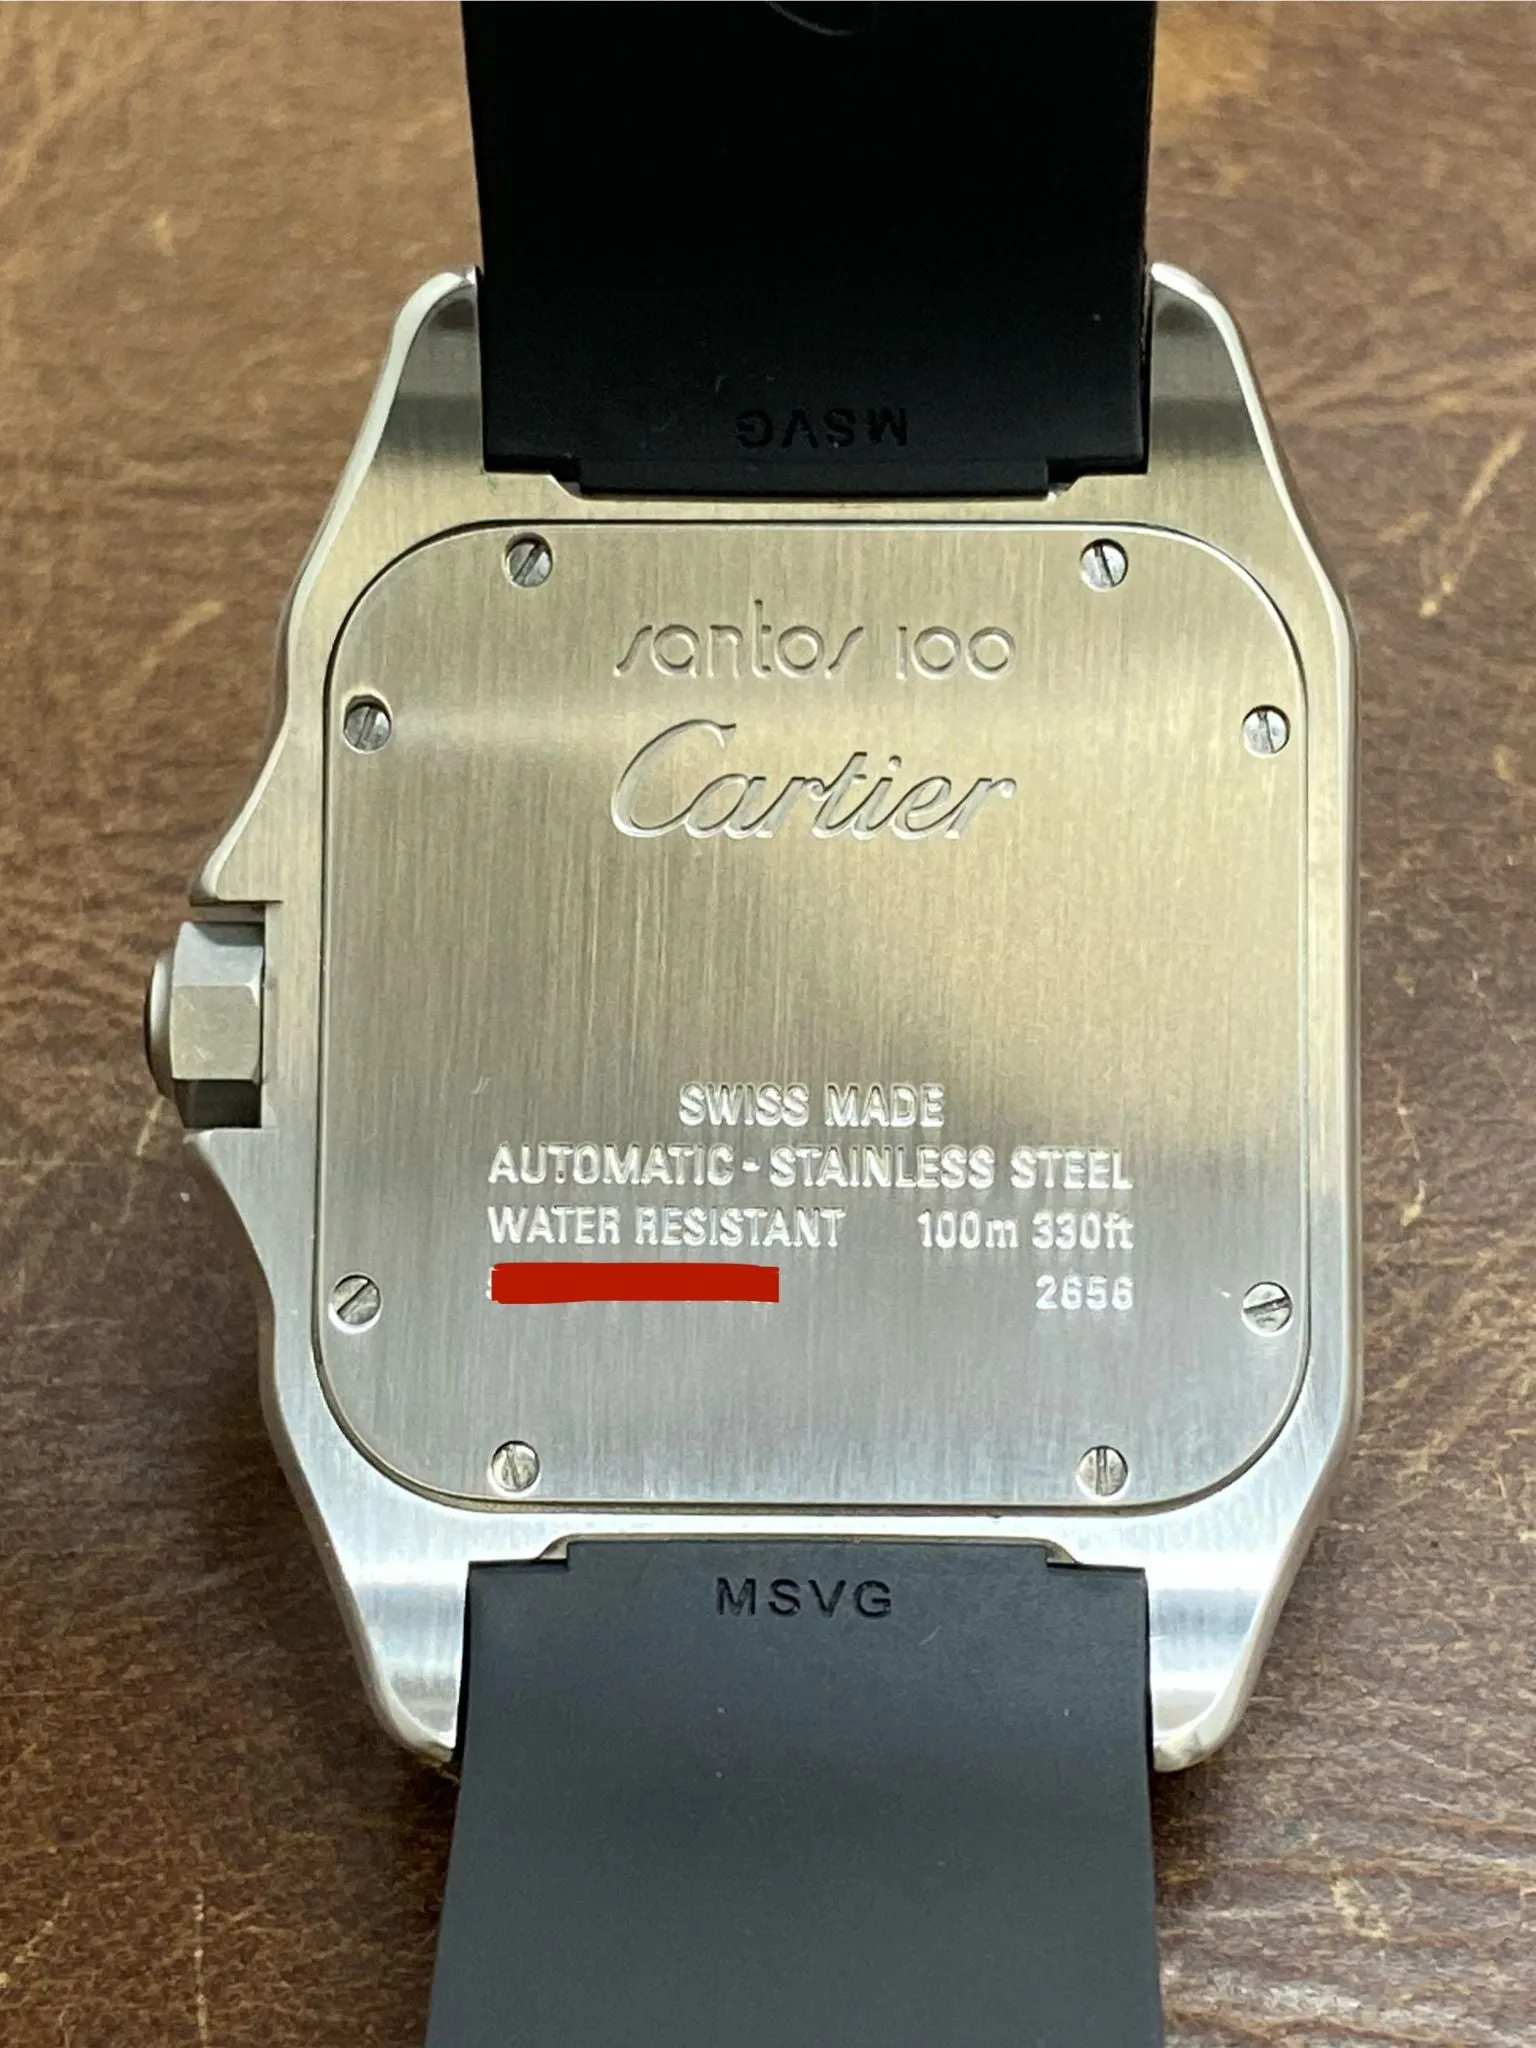 MSVG
santos 100
Cartier
SWISS MADE
AUTOMATIC - STAINLESS STEEL
WATER RESISTANT 100m 330ft
2656
MSVG